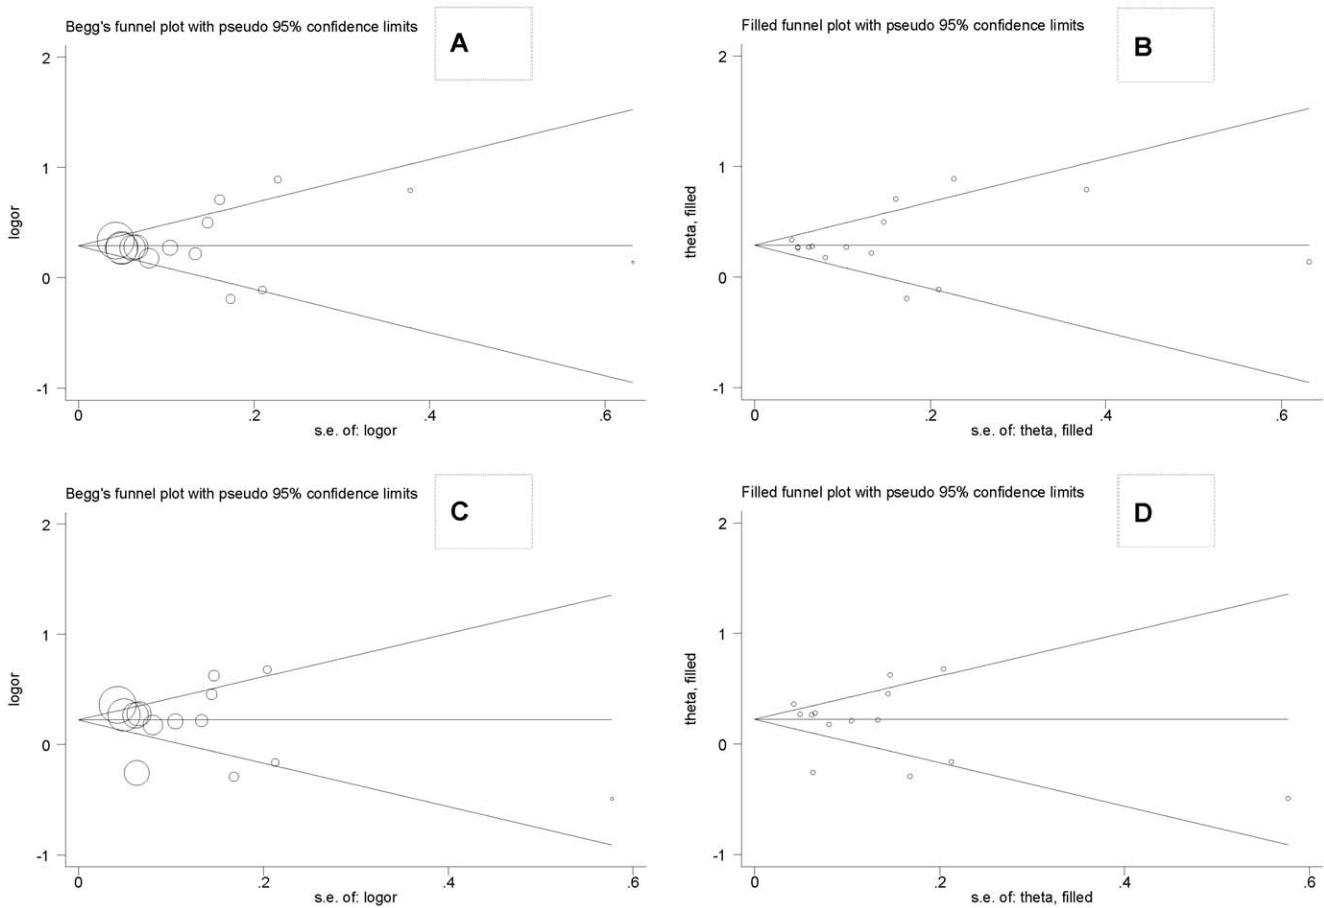 Begg's funnel plot with pseudo 95% confidence limits
A
2
1
0
-1
logor
0 .2 .4 .6
s.e. of: logor
Filled funnel plot with pseudo 95% confidence limits
B
2
1
0
-1
theta, filled
0 .2 .4 .6
s.e. of: theta, filled
Begg's funnel plot with pseudo 95% confidence limits
C
2
1
0
-1
logor
0 .2 .4 .6
s.e. of: logor
Filled funnel plot with pseudo 95% confidence limits
D
2
1
0
-1
theta, filled
0 .2 .4 .6
s.e. of: theta, filled